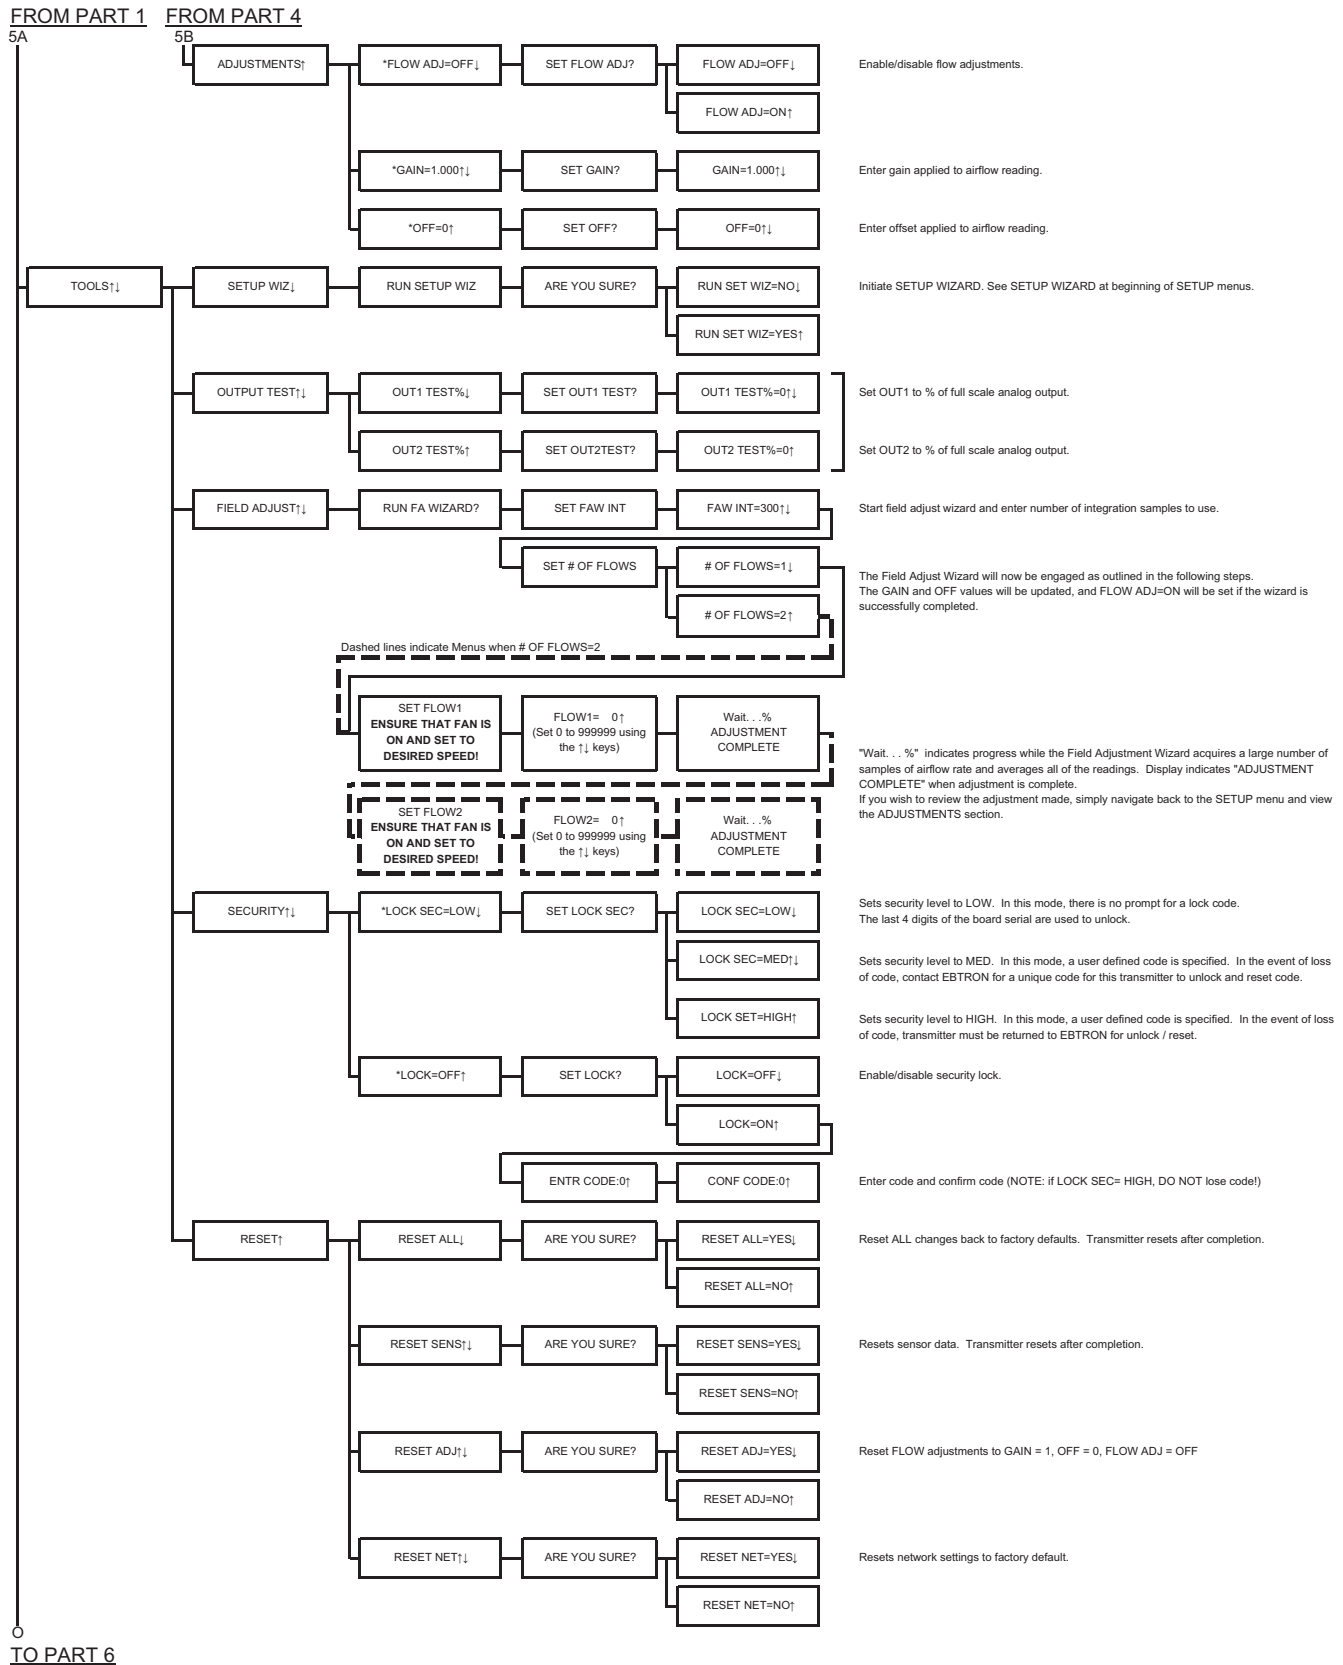 FROM PART 1 FROM PART 4
5A 5B
ADJUSTMENTS↑ *FLOW ADJ=OFF↓ SET FLOW ADJ? FLOW ADJ=OFF↓ Enable/disable flow adjustments.
FLOW ADJ=ON↑
*GAIN=1.000↑↓ SET GAIN? GAIN=1.000↑↓ Enter gain applied to airflow reading.
*OFF=0↑ SET OFF? OFF=0↑↓ Enter offset applied to airflow reading.
TOOLS↑↓ SETUP WIZ↓ RUN SETUP WIZ ARE YOU SURE? RUN SET WIZ=NO↓ Initiate SETUP WIZARD. See SETUP WIZARD at beginning of SETUP menus.
RUN SET WIZ=YES↑
OUTPUT TEST↑↓ OUT1 TEST%↓ SET OUT1 TEST? OUT1 TEST%=0↑↓ Set OUT1 to % of full scale analog output.
OUT2 TEST%↑ SET OUT2TEST? OUT2 TEST%=0↑ Set OUT2 to % of full scale analog output.
FIELD ADJUST↑↓ RUN FA WIZARD? SET FAW INT FAW INT=300↑↓ Start field adjust wizard and enter number of integration samples to use.
SET # OF FLOWS # OF FLOWS=1↓
The Field Adjust Wizard will now be engaged as outlined in the following steps.
The GAIN and OFF values will be updated, and FLOW ADJ=ON will be set if the wizard is
successfully completed.
# OF FLOWS=2↑
Dashed lines indicate Menus when # OF FLOWS=2
SET FLOW1
ENSURE THAT FAN IS
ON AND SET TO
DESIRED SPEED!
FLOW1= 0↑
(Set 0 to 999999 using
the ↑↓ keys)
Wait. . .%
ADJUSTMENT
COMPLETE
"Wait. . . %" indicates progress while the Field Adjustment Wizard acquires a large number of
samples of airflow rate and averages all of the readings. Display indicates "ADJUSTMENT
COMPLETE" when adjustment is complete.
If you wish to review the adjustment made, simply navigate back to the SETUP menu and view
the ADJUSTMENTS section.
SET FLOW2
ENSURE THAT FAN IS
ON AND SET TO
DESIRED SPEED!
FLOW2= 0↑
(Set 0 to 999999 using
the ↑↓ keys)
Wait. . .%
ADJUSTMENT
COMPLETE
SECURITY↑↓ *LOCK SEC=LOW↓ SET LOCK SEC? LOCK SEC=LOW↓
Sets security level to LOW. In this mode, there is no prompt for a lock code.
The last 4 digits of the board serial are used to unlock.
LOCK SEC=MED↑↓
Sets security level to MED. In this mode, a user defined code is specified. In the event of loss
of code, contact EBTRON for a unique code for this transmitter to unlock and reset code.
LOCK SET=HIGH↑
Sets security level to HIGH. In this mode, a user defined code is specified. In the event of loss
of code, transmitter must be returned to EBTRON for unlock / reset.
*LOCK=OFF↑ SET LOCK? LOCK=OFF↓ Enable/disable security lock.
LOCK=ON↑
ENTR CODE:0↑ CONF CODE:0↑ Enter code and confirm code (NOTE: if LOCK SEC= HIGH, DO NOT lose code!)
RESET↑ RESET ALL↓ ARE YOU SURE? RESET ALL=YES↓ Reset ALL changes back to factory defaults. Transmitter resets after completion.
RESET ALL=NO↑
RESET SENS↑↓ ARE YOU SURE? RESET SENS=YES↓ Resets sensor data. Transmitter resets after completion.
RESET SENS=NO↑
RESET ADJ↑↓ ARE YOU SURE? RESET ADJ=YES↓ Reset FLOW adjustments to GAIN = 1, OFF = 0, FLOW ADJ = OFF
RESET ADJ=NO↑
RESET NET↑↓ ARE YOU SURE? RESET NET=YES↓ Resets network settings to factory default.
RESET NET=NO↑
O
TO PART 6